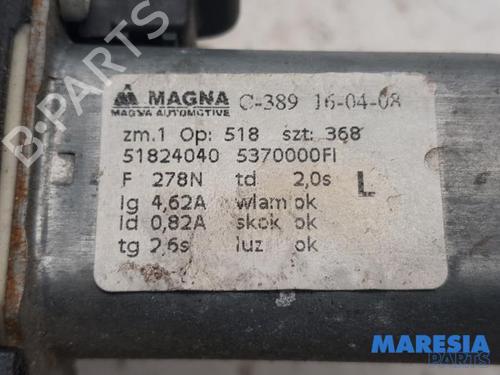 MAGNA C-389 16-04-08
MAGNA AUTOMOTIVE
zm.1 Op: 518 szt: 368
51824040 5370000FI
F 278N td 2,0s L
Ig 4,62A wlam ok
Id 0,82A skok ok
tg 2,6s luz ok
B-PARTS
MARESIA
PARTS